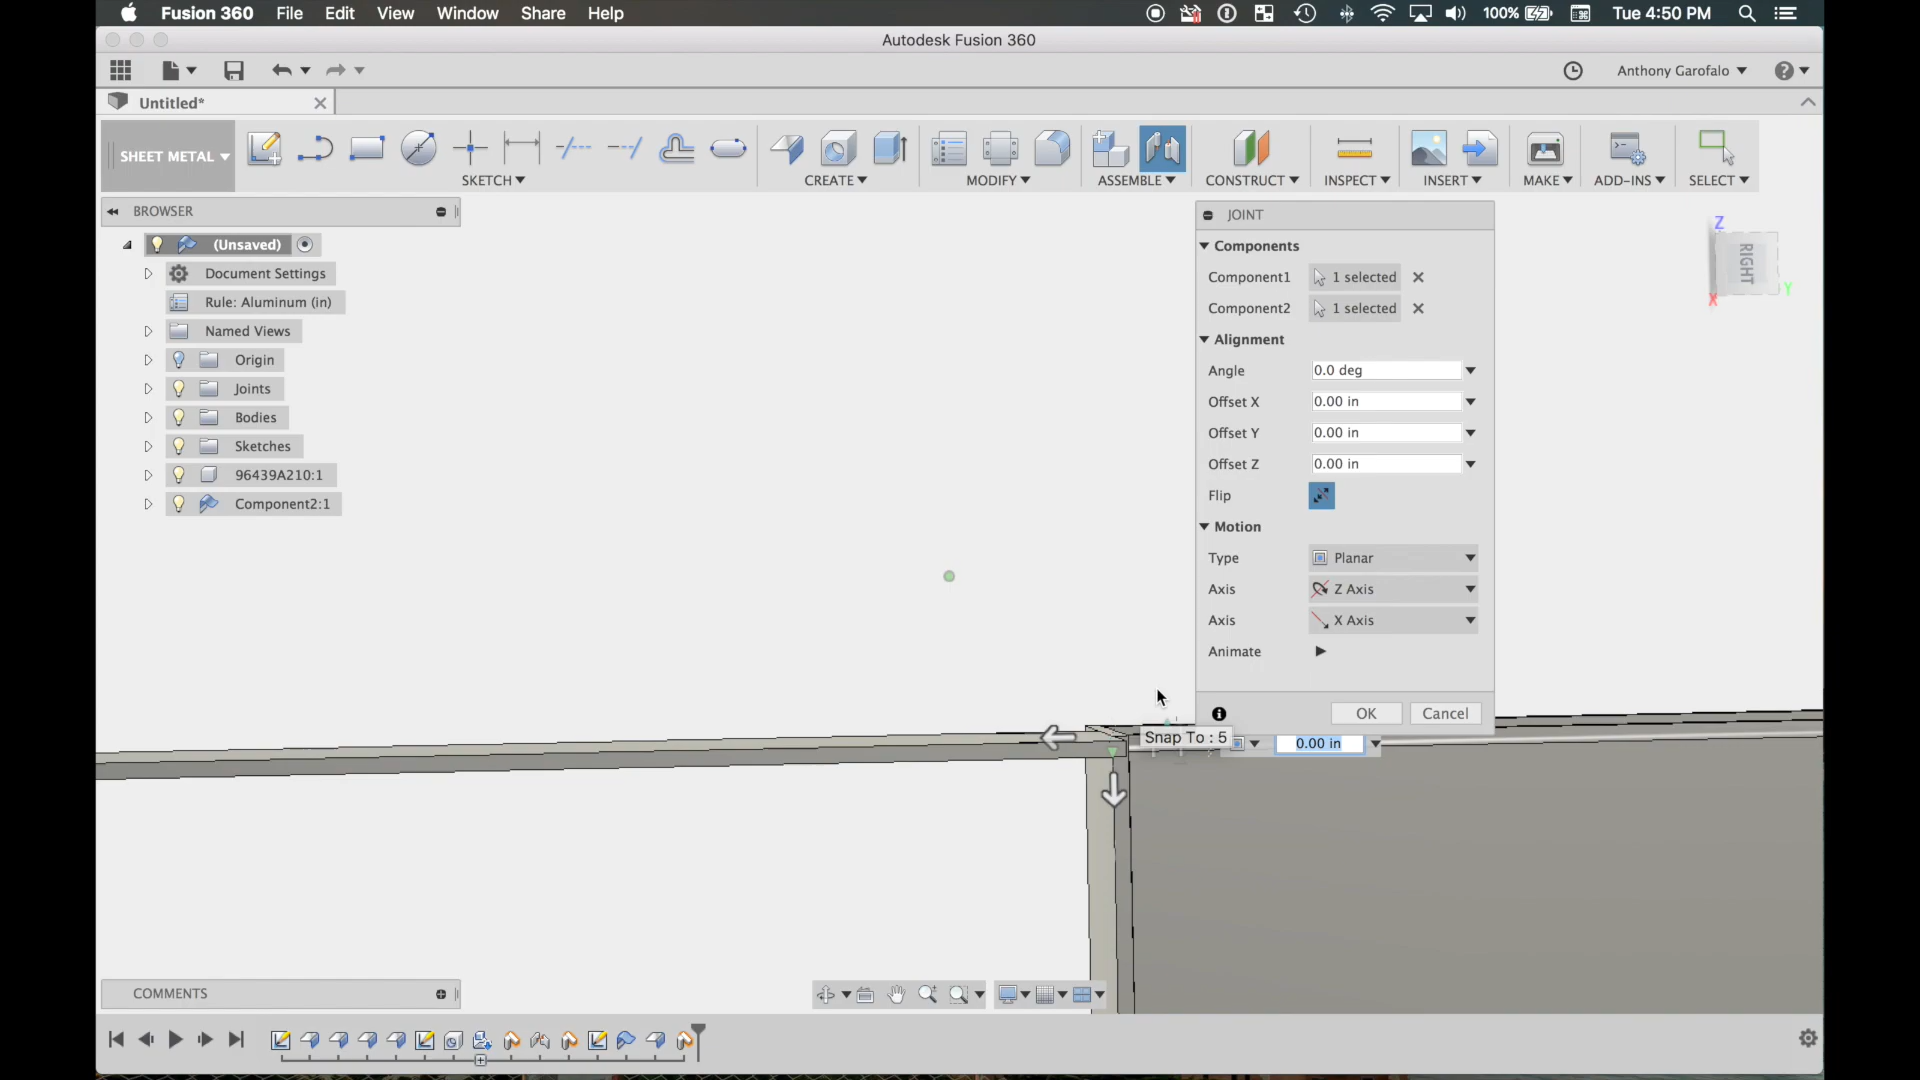 Fusion 360 File Edit View Window Share Help 100% Tue 4:50 PM
Autodesk Fusion 360
Anthony Garofalo
Untitled*
SHEET METAL
SKETCH CREATE MODIFY ASSEMBLE CONSTRUCT INSPECT INSERT MAKE ADD-INS SELECT
BROWSER
(Unsaved)
Document Settings
Rule: Aluminum (in)
Named Views
Origin
Joints
Bodies
Sketches
96439A210:1
Component2:1
JOINT
Components
Component1 1 selected
Component2 1 selected
Alignment
Angle 0.0 deg
Offset X 0.00 in
Offset Y 0.00 in
Offset Z 0.00 in
Flip
Motion
Type Planar
Axis Z Axis
Axis X Axis
Animate
OK Cancel
Snap To : 5 0.00 in
Z
RIGHT
Y
X
COMMENTS